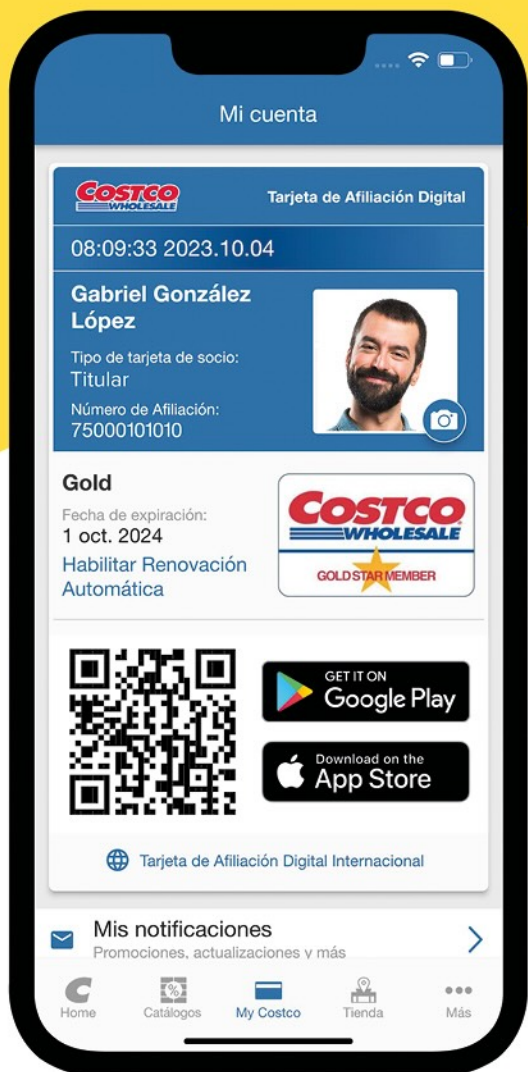 Mi cuenta
COSTCO
WHOLESALE
Tarjeta de Afiliación Digital
08:09:33 2023.10.04
Gabriel González
López
Tipo de tarjeta de socio:
Titular
Número de Afiliación:
75000101010
Gold
Fecha de expiración:
1 oct. 2024
Habilitar Renovación
Automática
COSTCO
WHOLESALE
GOLD STAR MEMBER
GET IT ON
Google Play
Download on the
App Store
Tarjeta de Afiliación Digital Internacional
Mis notificaciones
Promociones, actualizaciones y más
Home
Catálogos
My Costco
Tienda
Más